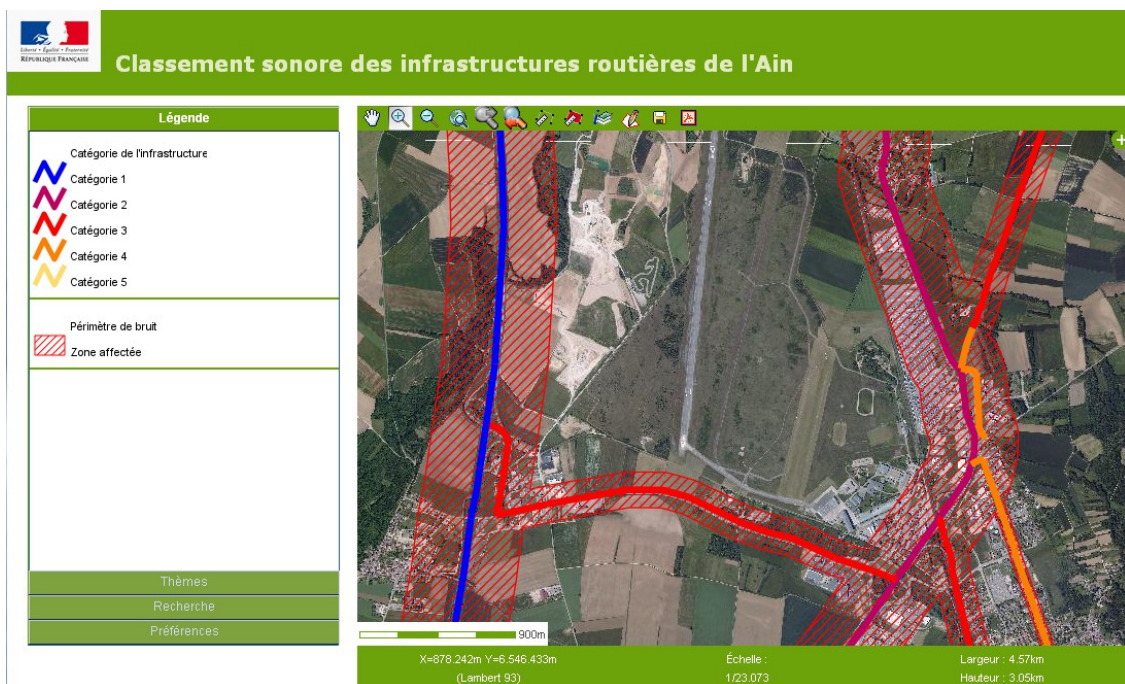 Liberté • Égalité • Fraternité
RÉPUBLIQUE FRANÇAISE
Classement sonore des infrastructures routières de l'Ain
Légende
Catégorie de l'infrastructure
Catégorie 1
Catégorie 2
Catégorie 3
Catégorie 4
Catégorie 5
Périmètre de bruit
Zone affectée
Thèmes
Recherche
Préférences
900m
X=878.242m Y=6.546.433m
(Lambert 93)
Échelle :
1/23.073
Largeur : 4.57km
Hauteur : 3.05km